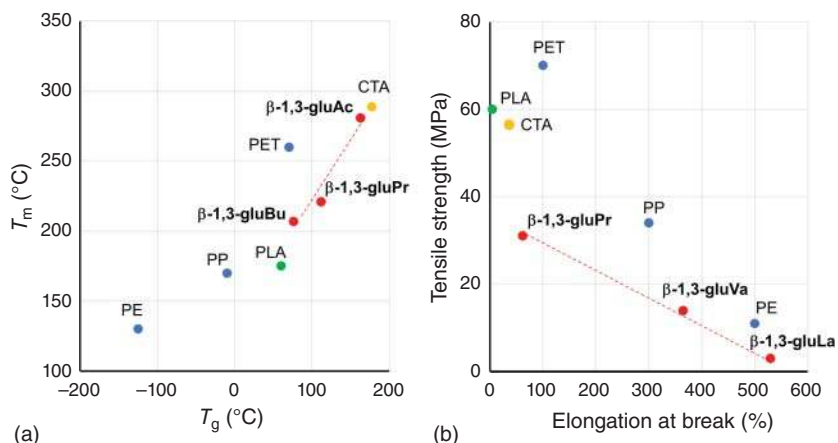 350
300
250
200
150
100
Tm (°C)
CTA
β-1,3-gluAc
PET
β-1,3-gluPr
β-1,3-gluBu
PP
PLA
PE
−200
−100
0
100
200
Tg (°C)
(a)
80
60
40
20
0
Tensile strength (MPa)
PET
PLA
CTA
PP
β-1,3-gluPr
β-1,3-gluVa
PE
β-1,3-gluLa
0
100
200
300
400
500
600
Elongation at break (%)
(b)